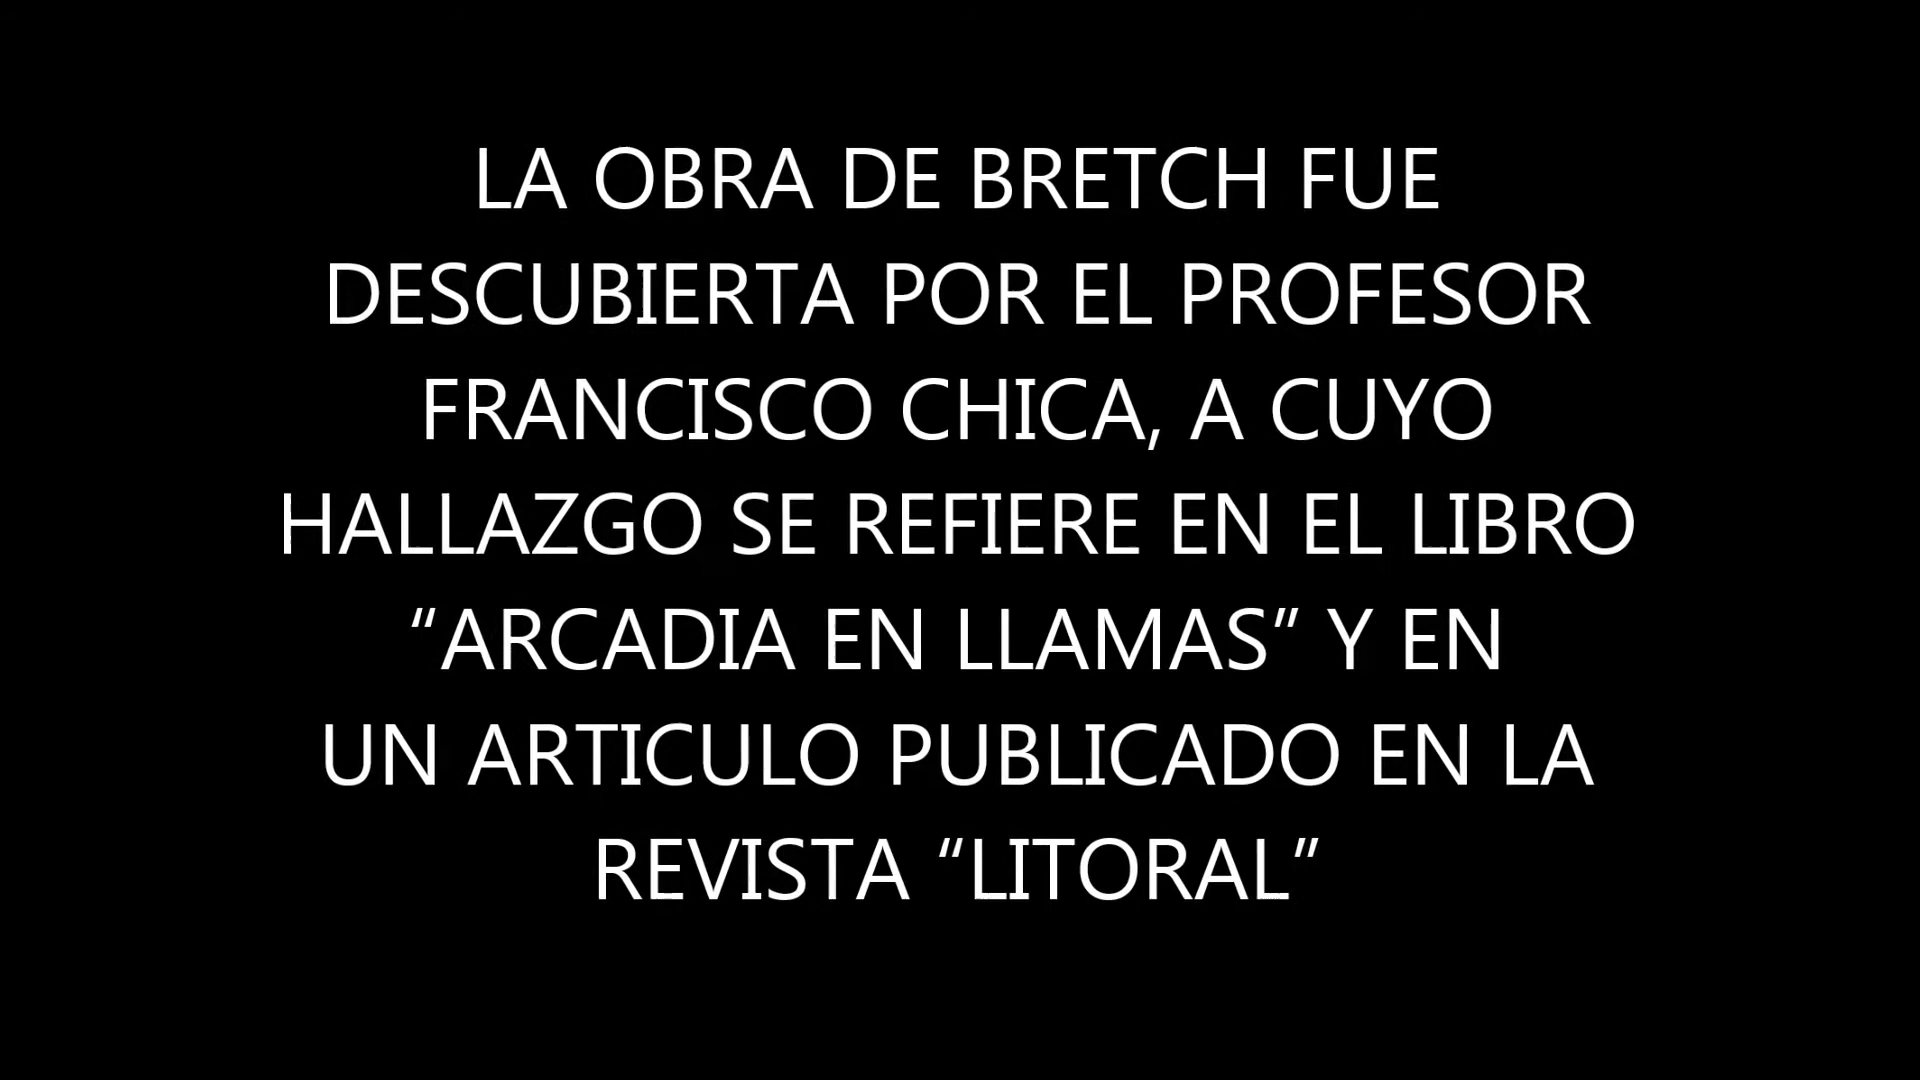 LA OBRA DE BRETCH FUE
DESCUBIERTA POR EL PROFESOR
FRANCISCO CHICA, A CUYO
HALLAZGO SE REFIERE EN EL LIBRO
“ARCADIA EN LLAMAS” Y EN
UN ARTICULO PUBLICADO EN LA
REVISTA “LITORAL”